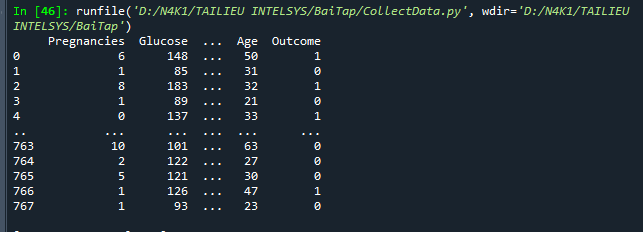 In [46]: runfile('D:/N4K1/TAILIEU INTELSYS/BaiTap/CollectData.py', wdir='D:/N4K1/TAILIEU
INTELSYS/BaiTap')
     Pregnancies  Glucose  ...  Age  Outcome
0              6      148  ...   50        1
1              1       85  ...   31        0
2              8      183  ...   32        1
3              1       89  ...   21        0
4              0      137  ...   33        1
..           ...      ...  ...  ...      ...
763           10      101  ...   63        0
764            2      122  ...   27        0
765            5      121  ...   30        0
766            1      126  ...   47        1
767            1       93  ...   23        0